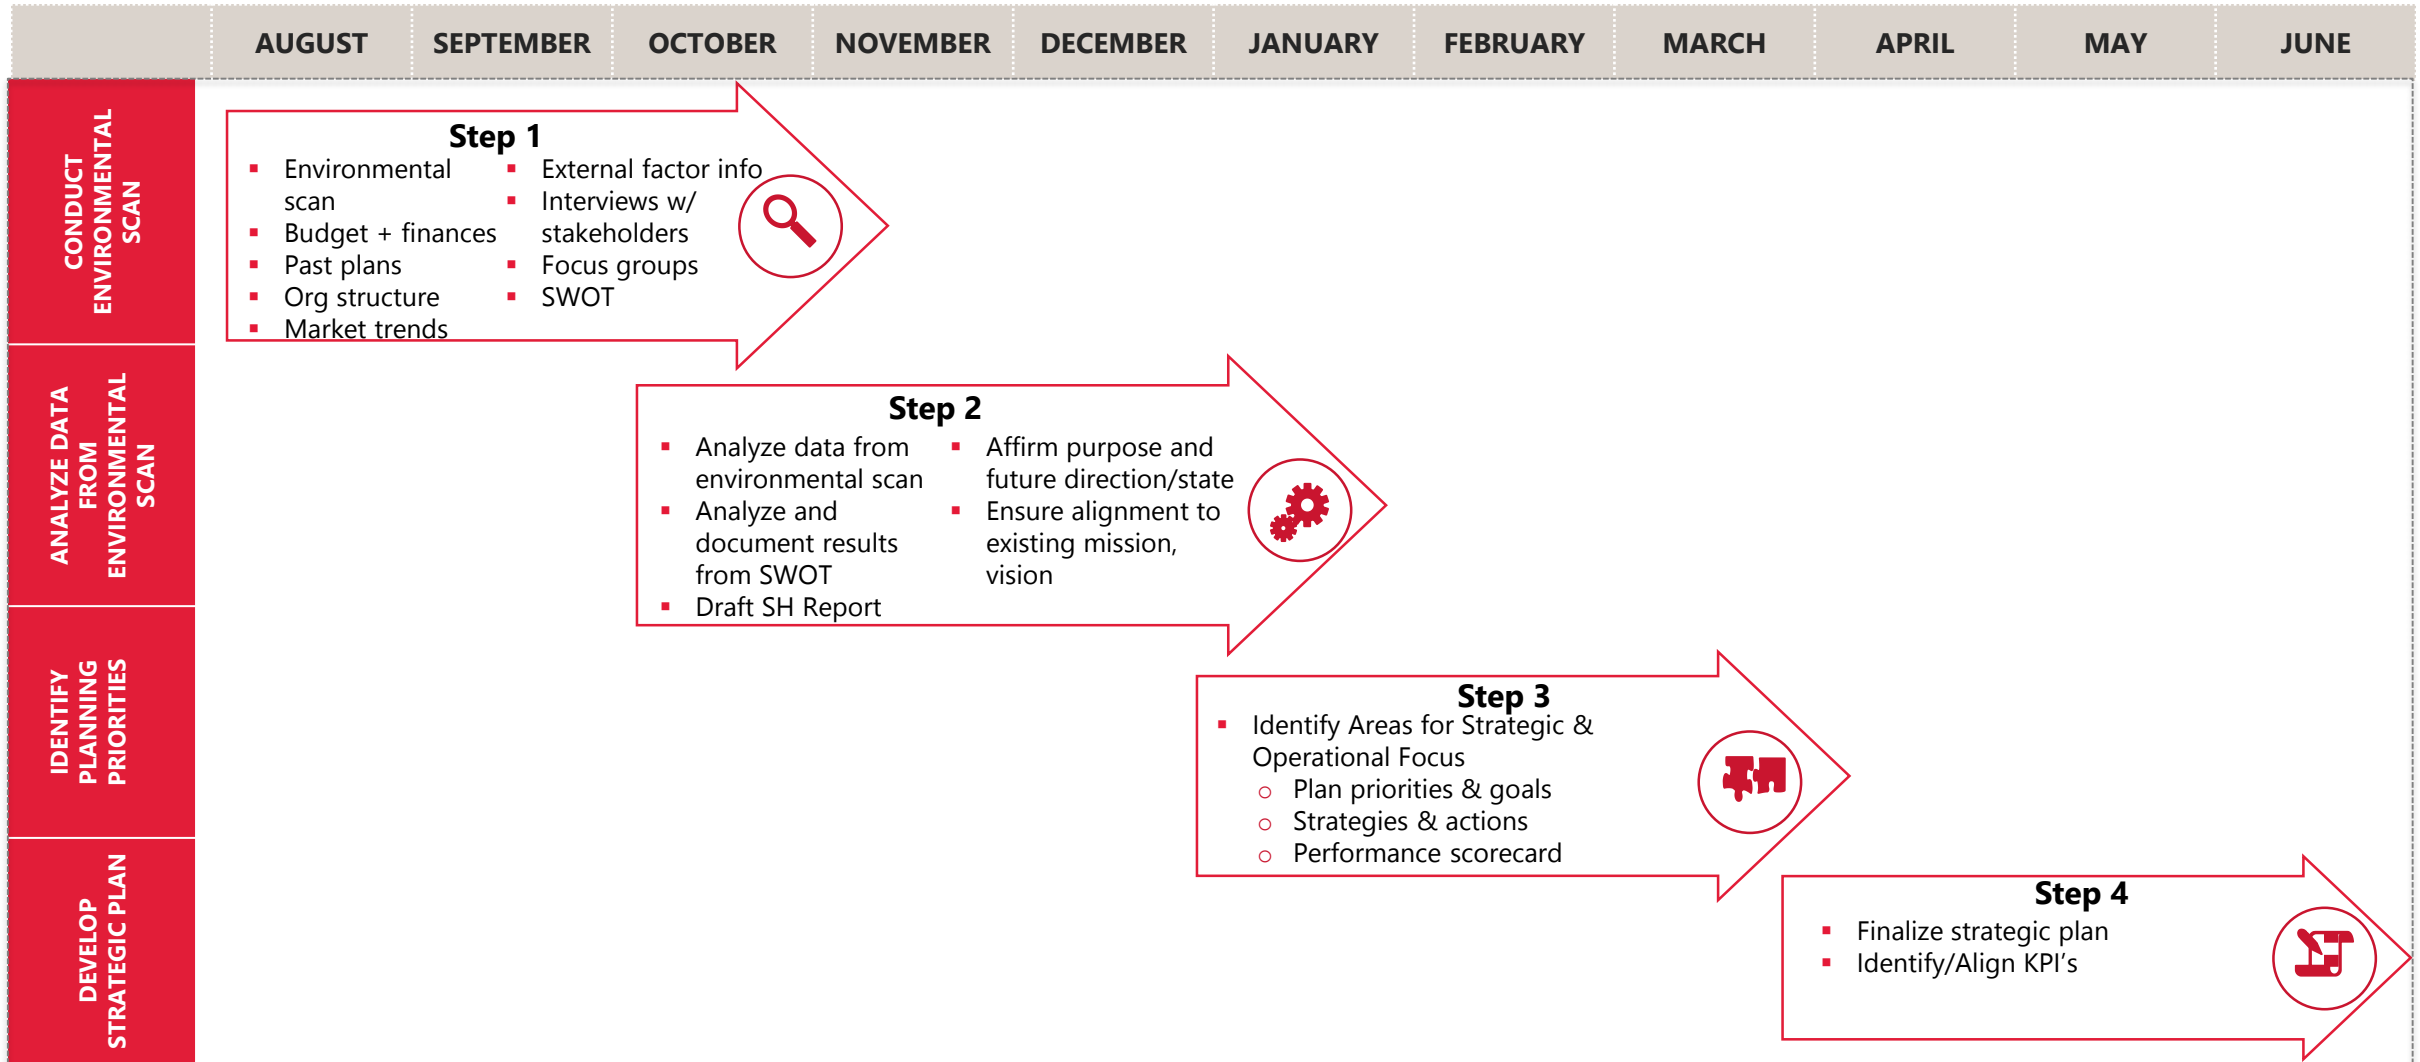 AUGUST SEPTEMBER OCTOBER NOVEMBER DECEMBER JANUARY FEBRUARY MARCH APRIL MAY JUNE
CONDUCT
ENVIRONMENTAL
SCAN
Step 1
Environmental
scan
Budget + finances
Past plans
Org structure
Market trends
External factor info
Interviews w/
stakeholders
Focus groups
SWOT
ANALYZE DATA
FROM
ENVIRONMENTAL
SCAN
Step 2
Analyze data from
environmental scan
Analyze and
document results
from SWOT
Draft SH Report
Affirm purpose and
future direction/state
Ensure alignment to
existing mission,
vision
IDENTIFY
PLANNING
PRIORITIES
Step 3
Identify Areas for Strategic &
Operational Focus
Plan priorities & goals
Strategies & actions
Performance scorecard
DEVELOP
STRATEGIC PLAN
Step 4
Finalize strategic plan
Identify/Align KPI’s